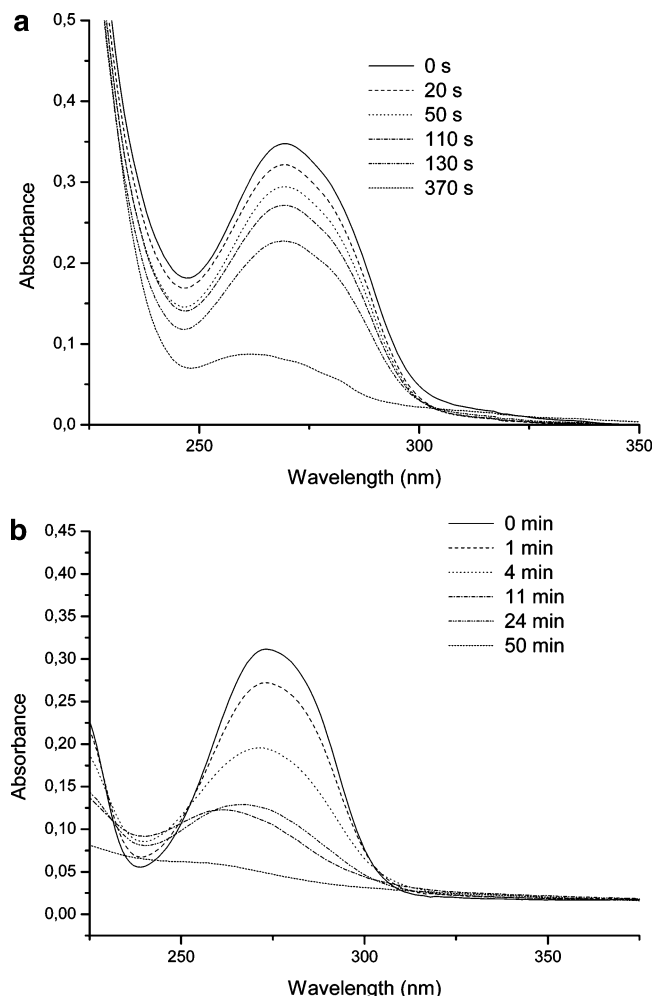 a
0,5
0,4
0,3
0,2
0,1
0,0
Absorbance
0 s
20 s
50 s
110 s
130 s
370 s
250
300
350
Wavelength (nm)
b
0,45
0,40
0,35
0,30
0,25
0,20
0,15
0,10
0,05
0,00
Absorbance
0 min
1 min
4 min
11 min
24 min
50 min
250
300
350
Wavelength (nm)